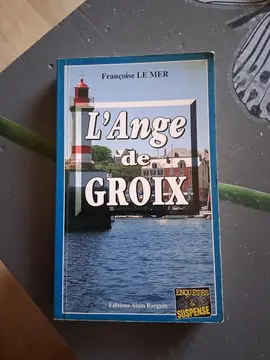 Françoise LE MER
L'Ange
de
GROIX
Editions Alain Bargain
ENQUÊTES &
SUSPENSE